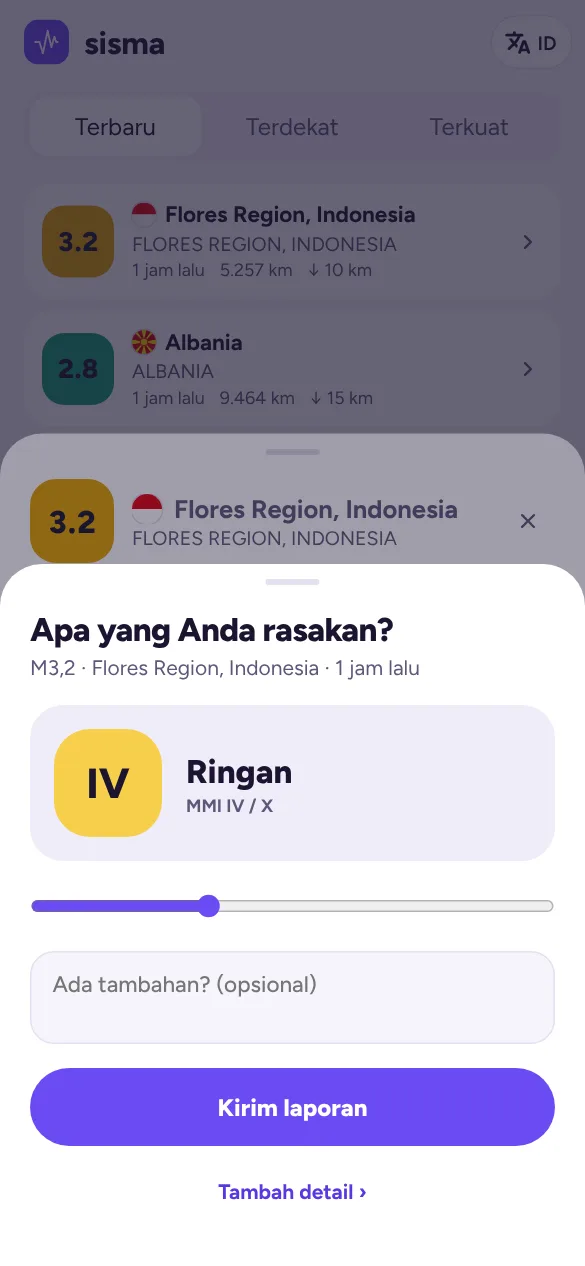 sisma
ID
Terbaru
Terdekat
Terkuat
3.2
Flores Region, Indonesia
FLORES REGION, INDONESIA
1 jam lalu 5.257 km ↓ 10 km
2.8
Albania
ALBANIA
1 jam lalu 9.464 km ↓ 15 km
3.2
Flores Region, Indonesia
FLORES REGION, INDONESIA
Apa yang Anda rasakan?
M3,2 · Flores Region, Indonesia · 1 jam lalu
IV
Ringan
MMI IV / X
Ada tambahan? (opsional)
Kirim laporan
Tambah detail ›